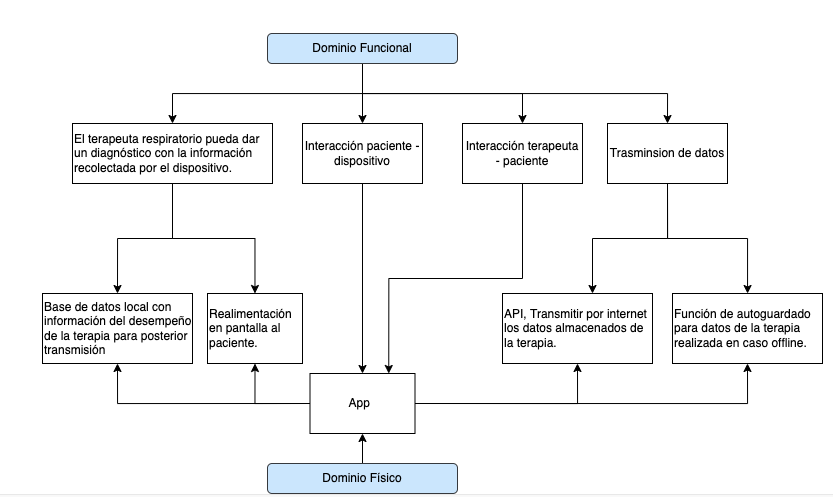 Dominio Funcional
El terapeuta respiratorio pueda dar
un diagnóstico con la información
recolectada por el dispositivo.
Interacción paciente -
dispositivo
Interacción terapeuta
- paciente
Trasminsion de datos
Base de datos local con
información del desempeño
de la terapia para posterior
transmisión
Realimentación
en pantalla al
paciente.
API, Transmitir por internet
los datos almacenados de
la terapia.
Función de autoguardado
para datos de la terapia
realizada en caso offline.
App
Dominio Físico